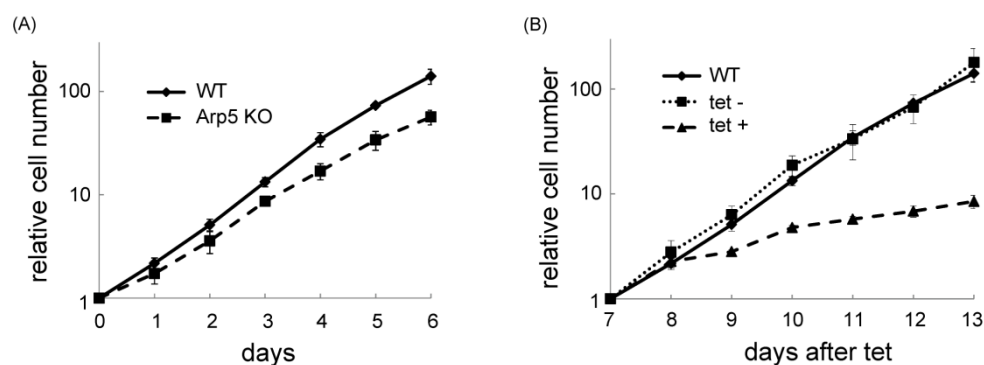 (A)
relative cell number
100
10
1
WT
Arp5 KO
0 1 2 3 4 5 6
days
(B)
relative cell number
100
10
1
WT
tet -
tet +
7 8 9 10 11 12 13
days after tet